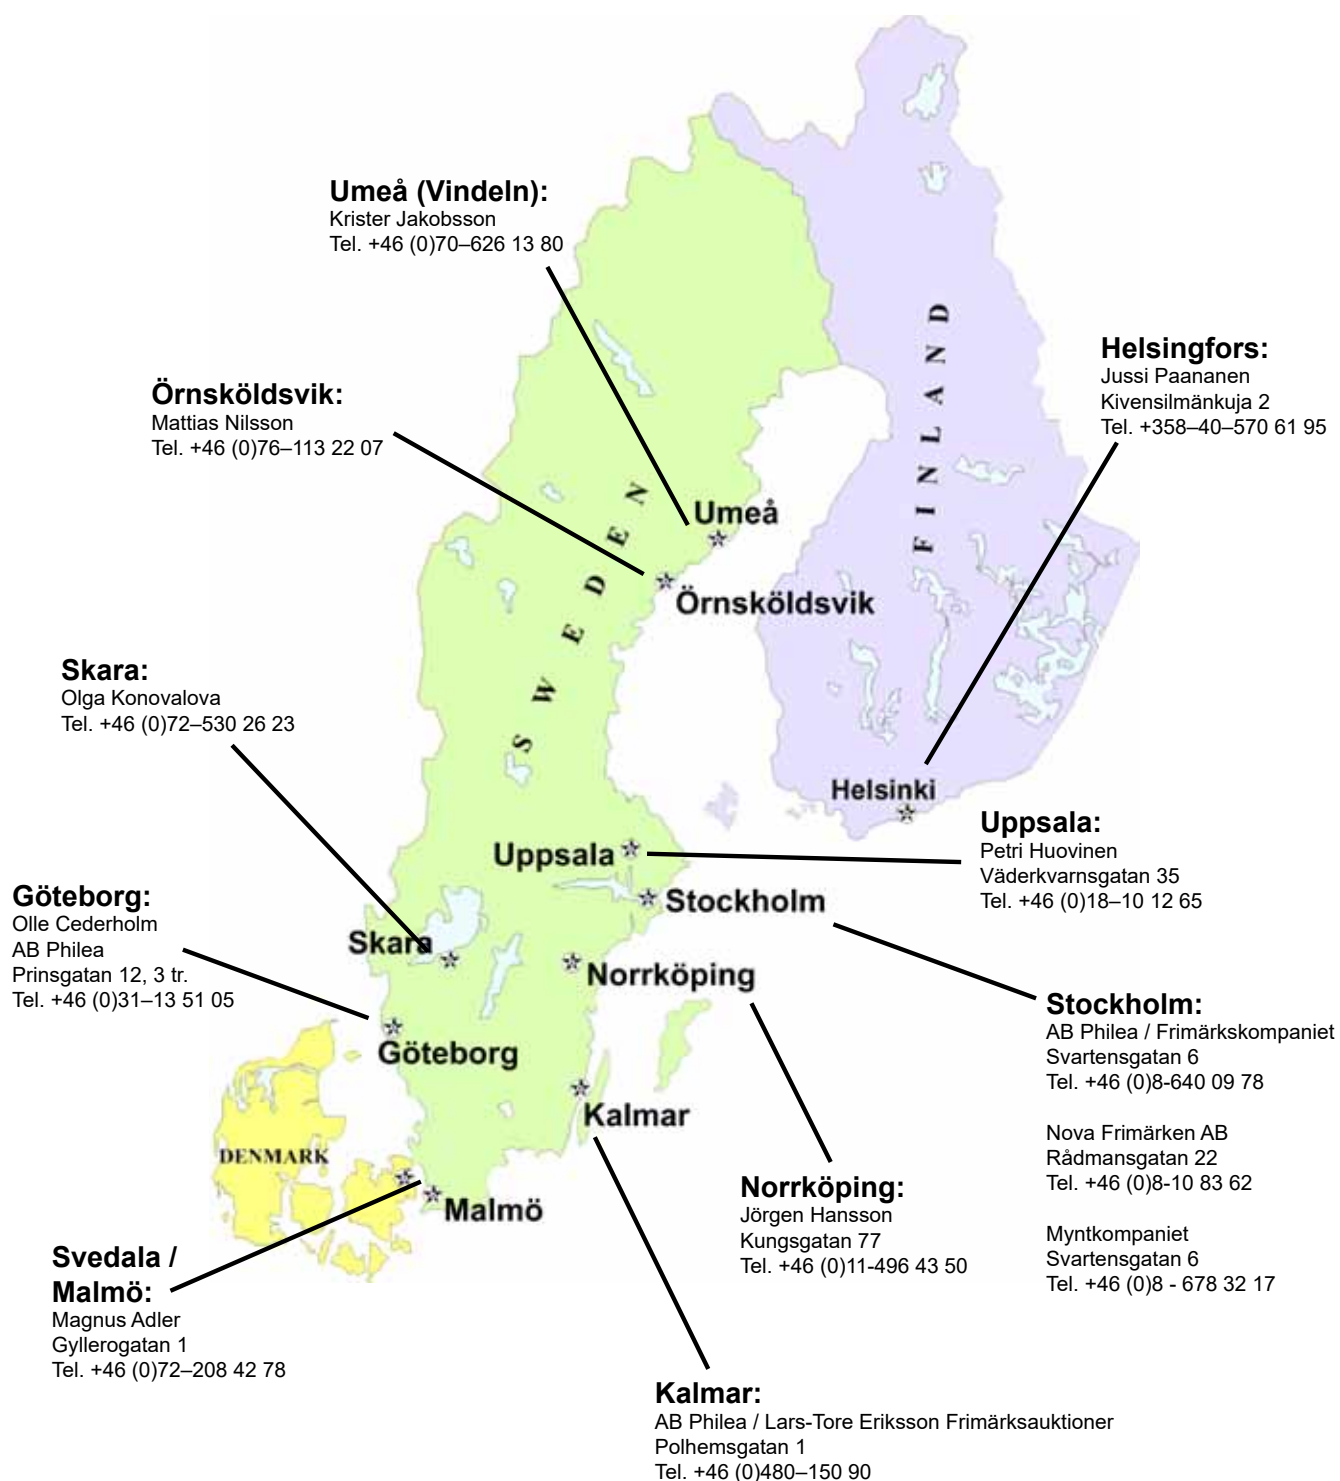 Umeå (Vindeln):
Krister Jakobsson
Tel. +46 (0)70–626 13 80
Örnsköldsvik:
Mattias Nilsson
Tel. +46 (0)76–113 22 07
Helsingfors:
Jussi Paananen
Kivensilmänkuja 2
Tel. +358–40–570 61 95
FINLAND
SWEDEN
Umeå
Örnsköldsvik
Skara:
Olga Konovalova
Tel. +46 (0)72–530 26 23
Helsinki
Uppsala:
Petri Huovinen
Väderkvarnsgatan 35
Tel. +46 (0)18–10 12 65
Uppsala
Stockholm
Göteborg:
Olle Cederholm
AB Philea
Prinsgatan 12, 3 tr.
Tel. +46 (0)31–13 51 05
Skara
Norrköping
Göteborg
Stockholm:
AB Philea / Frimärkskompaniet
Svartensgatan 6
Tel. +46 (0)8-640 09 78
Nova Frimärken AB
Rådmansgatan 22
Tel. +46 (0)8-10 83 62
Myntkompaniet
Svartensgatan 6
Tel. +46 (0)8 - 678 32 17
Kalmar
DENMARK
Malmö
Norrköping:
Jörgen Hansson
Kungsgatan 77
Tel. +46 (0)11-496 43 50
Svedala /
Malmö:
Magnus Adler
Gyllerogatan 1
Tel. +46 (0)72–208 42 78
Kalmar:
AB Philea / Lars-Tore Eriksson Frimärksauktioner
Polhemsgatan 1
Tel. +46 (0)480–150 90